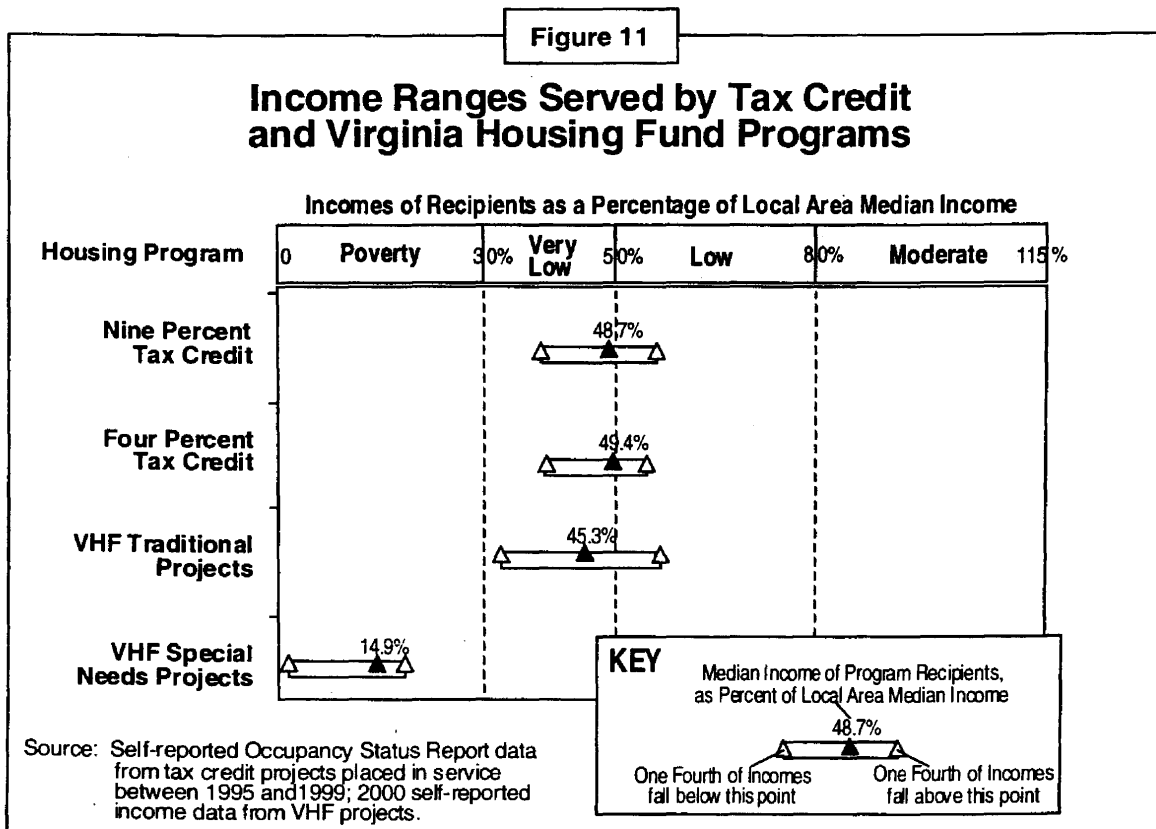 Figure 11
Income Ranges Served by Tax Credit
and Virginia Housing Fund Programs
Incomes of Recipients as a Percentage of Local Area Median Income
Housing Program 0 Poverty 30% Very Low 50% Low 80% Moderate 115%
Nine Percent
Tax Credit
48.7%
Four Percent
Tax Credit
49.4%
VHF Traditional
Projects
45.3%
VHF Special
Needs Projects
14.9%
KEY
Median Income of Program Recipients,
as Percent of Local Area Median Income
48.7%
One Fourth of Incomes
fall below this point
One Fourth of Incomes
fall above this point
Source: Self-reported Occupancy Status Report data
from tax credit projects placed in service
between 1995 and1999; 2000 self-reported
income data from VHF projects.